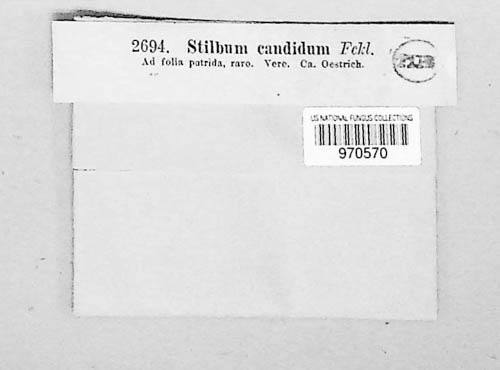 2694. Stilbum candidum Fckl.
Ad folia putrida, raro. Vere. Ca. Oestrich.
US NATIONAL FUNGUS COLLECTIONS
970570